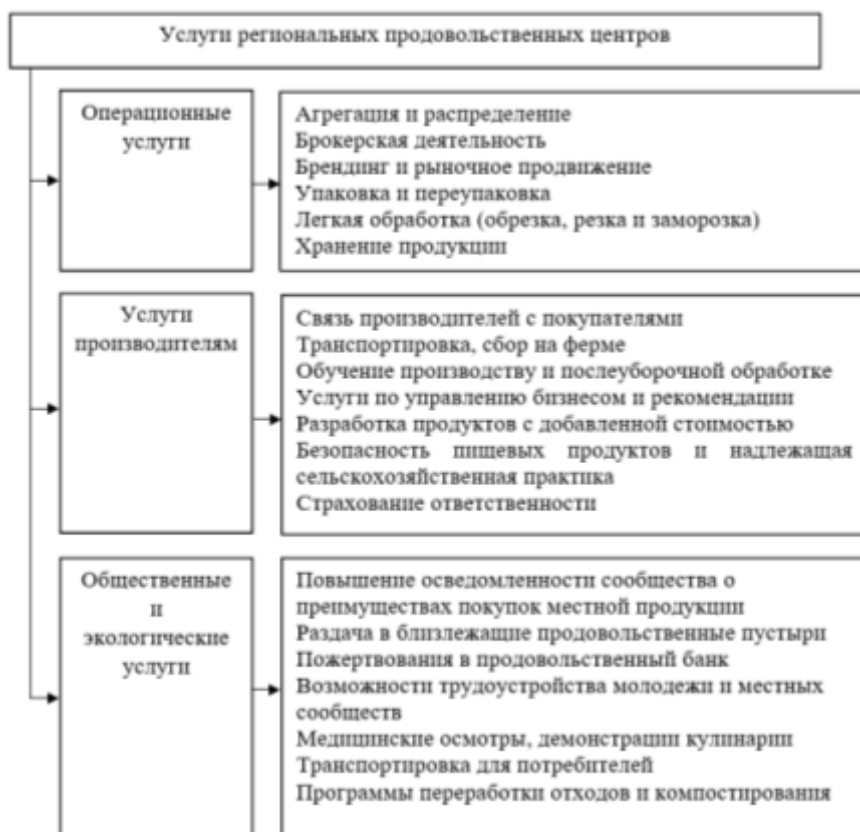 Услуги региональных продовольственных центров
Операционные
услуги
Агрегация и распределение
Брокерская деятельность
Брендинг и рыночное продвижение
Упаковка и переупаковка
Легкая обработка (обрезка, резка и заморозка)
Хранение продукции
Услуги
производителям
Связь производителей с покупателями
Транспортировка, сбор на ферме
Обучение производству и послеуборочной обработке
Услуги по управлению бизнесом и рекомендации
Разработка продуктов с добавленной стоимостью
Безопасность пищевых продуктов и надлежащая
сельскохозяйственная практика
Страхование ответственности
Общественные
и
экологические
услуги
Повышение осведомленности сообщества о
преимуществах покупок местной продукции
Раздача в близлежащие продовольственные пустыри
Пожертвования в продовольственный банк
Возможности трудоустройства молодежи и местных
сообществ
Медицинские осмотры, демонстрации кулинарии
Транспортировка для потребителей
Программы переработки отходов и компостирования